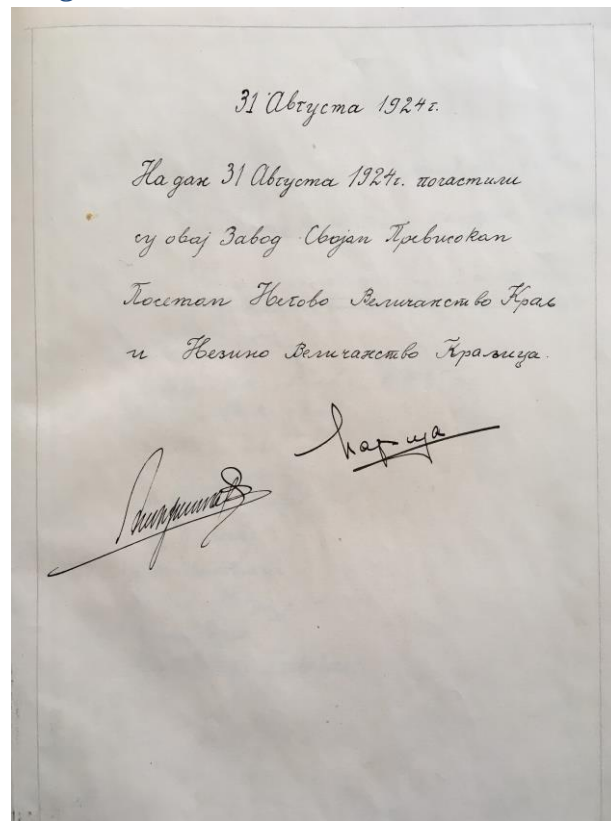 31 Августа 1924 г.
На дан 31 Августа 1924 г. почастили
су овај Завод Својом Превисоком
Посетом Његово Величанство Краљ
и Њезино Величанство Краљица.
Марија